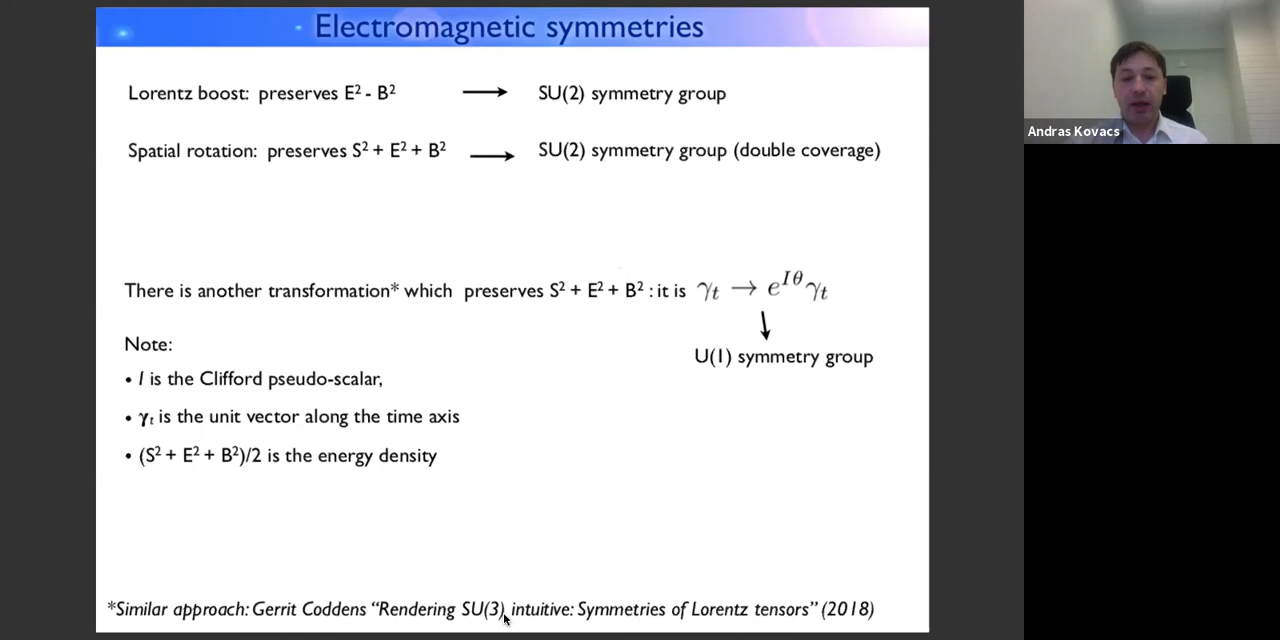 Electromagnetic symmetries
Lorentz boost: preserves E² - B² → SU(2) symmetry group
Spatial rotation: preserves S² + E² + B² → SU(2) symmetry group (double coverage)
There is another transformation* which preserves S² + E² + B² : it is γₜ → e^{Iθ}γₜ
U(1) symmetry group
Note:
• I is the Clifford pseudo-scalar,
• γₜ is the unit vector along the time axis
• (S² + E² + B²)/2 is the energy density
*Similar approach: Gerrit Coddens “Rendering SU(3) intuitive: Symmetries of Lorentz tensors” (2018)
Andras Kovacs